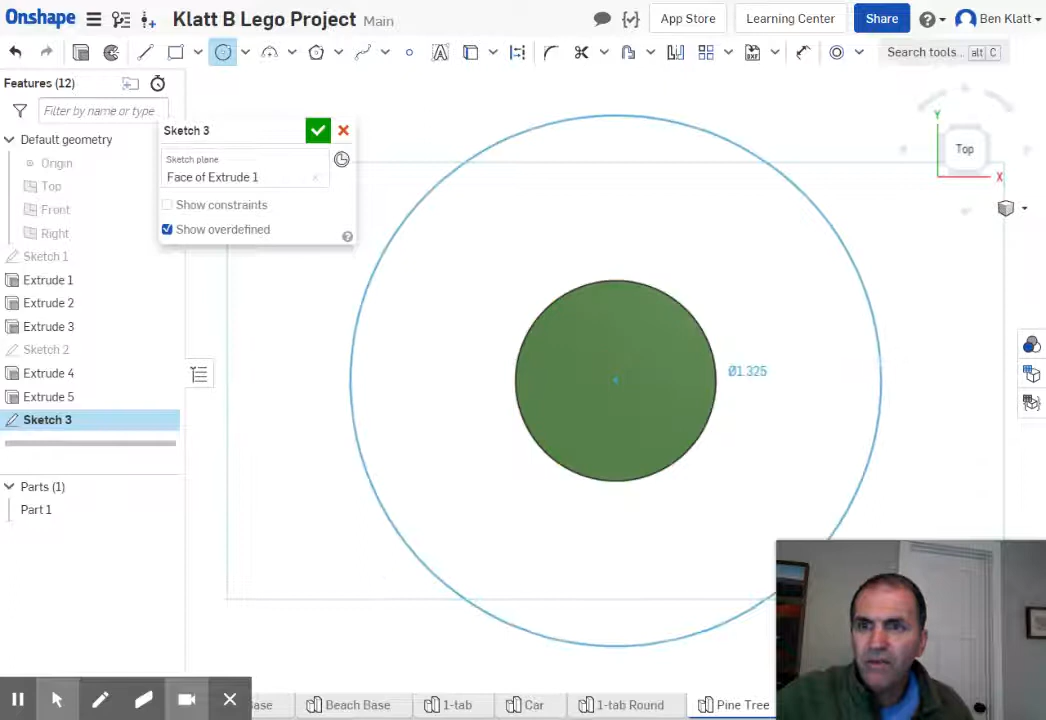 Onshape
Klatt B Lego Project Main
App Store
Learning Center
Share
Ben Klatt
Search tools... alt C
Features (12)
Filter by name or type
Default geometry
Origin
Top
Front
Right
Sketch 1
Extrude 1
Extrude 2
Extrude 3
Sketch 2
Extrude 4
Extrude 5
Sketch 3
Parts (1)
Part 1
Sketch 3
Sketch plane
Face of Extrude 1
Show constraints
Show overdefined
Ø1.325
Y
Top
X
Base
Beach Base
1-tab
Car
1-tab Round
Pine Tree